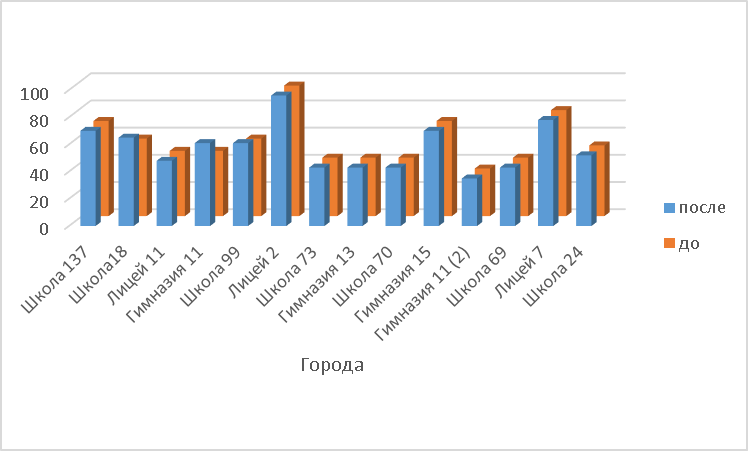 100
80
60
40
20
0
Школа 137
Школа18
Лицей 11
Гимназия 11
Школа 99
Лицей 2
Школа 73
Гимназия 13
Школа 70
Гимназия 15
Гимназия 11 (2)
Школа 69
Лицей 7
Школа 24
Города
после
до